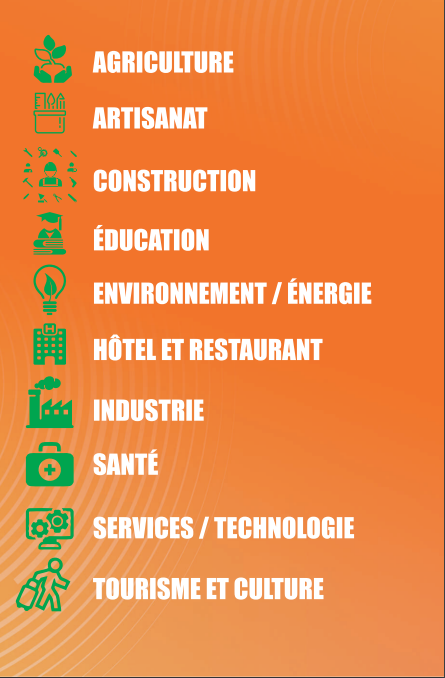 AGRICULTURE
ARTISANAT
CONSTRUCTION
ÉDUCATION
ENVIRONNEMENT / ÉNERGIE
HÔTEL ET RESTAURANT
INDUSTRIE
SANTÉ
SERVICES / TECHNOLOGIE
TOURISME ET CULTURE